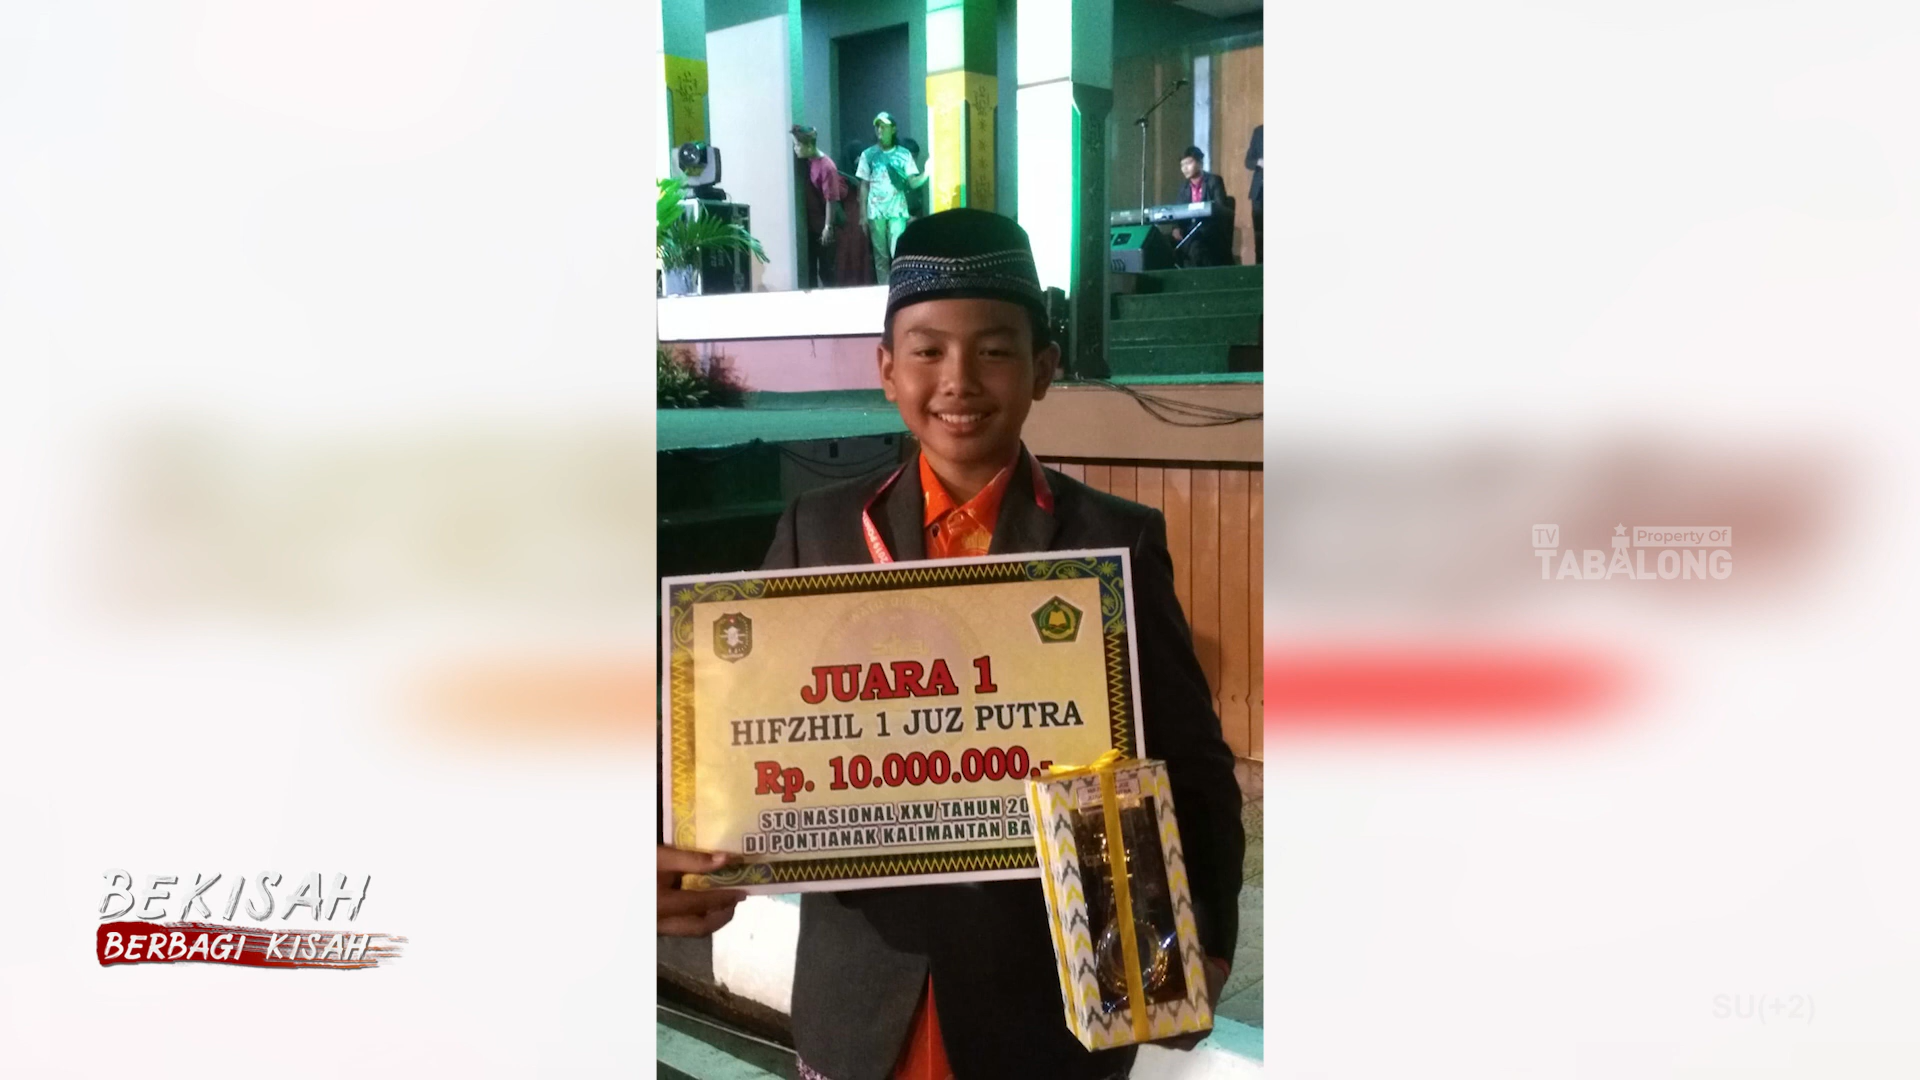 JUARA 1
HIFZHIL 1 JUZ PUTRA
Rp. 10.000.000,-
STQ NASIONAL XXV TAHUN 20
DI PONTIANAK KALIMANTAN BA
TV
TABALONG
Property Of
BEKISAH
BERBAGI KISAH
SU(+2)